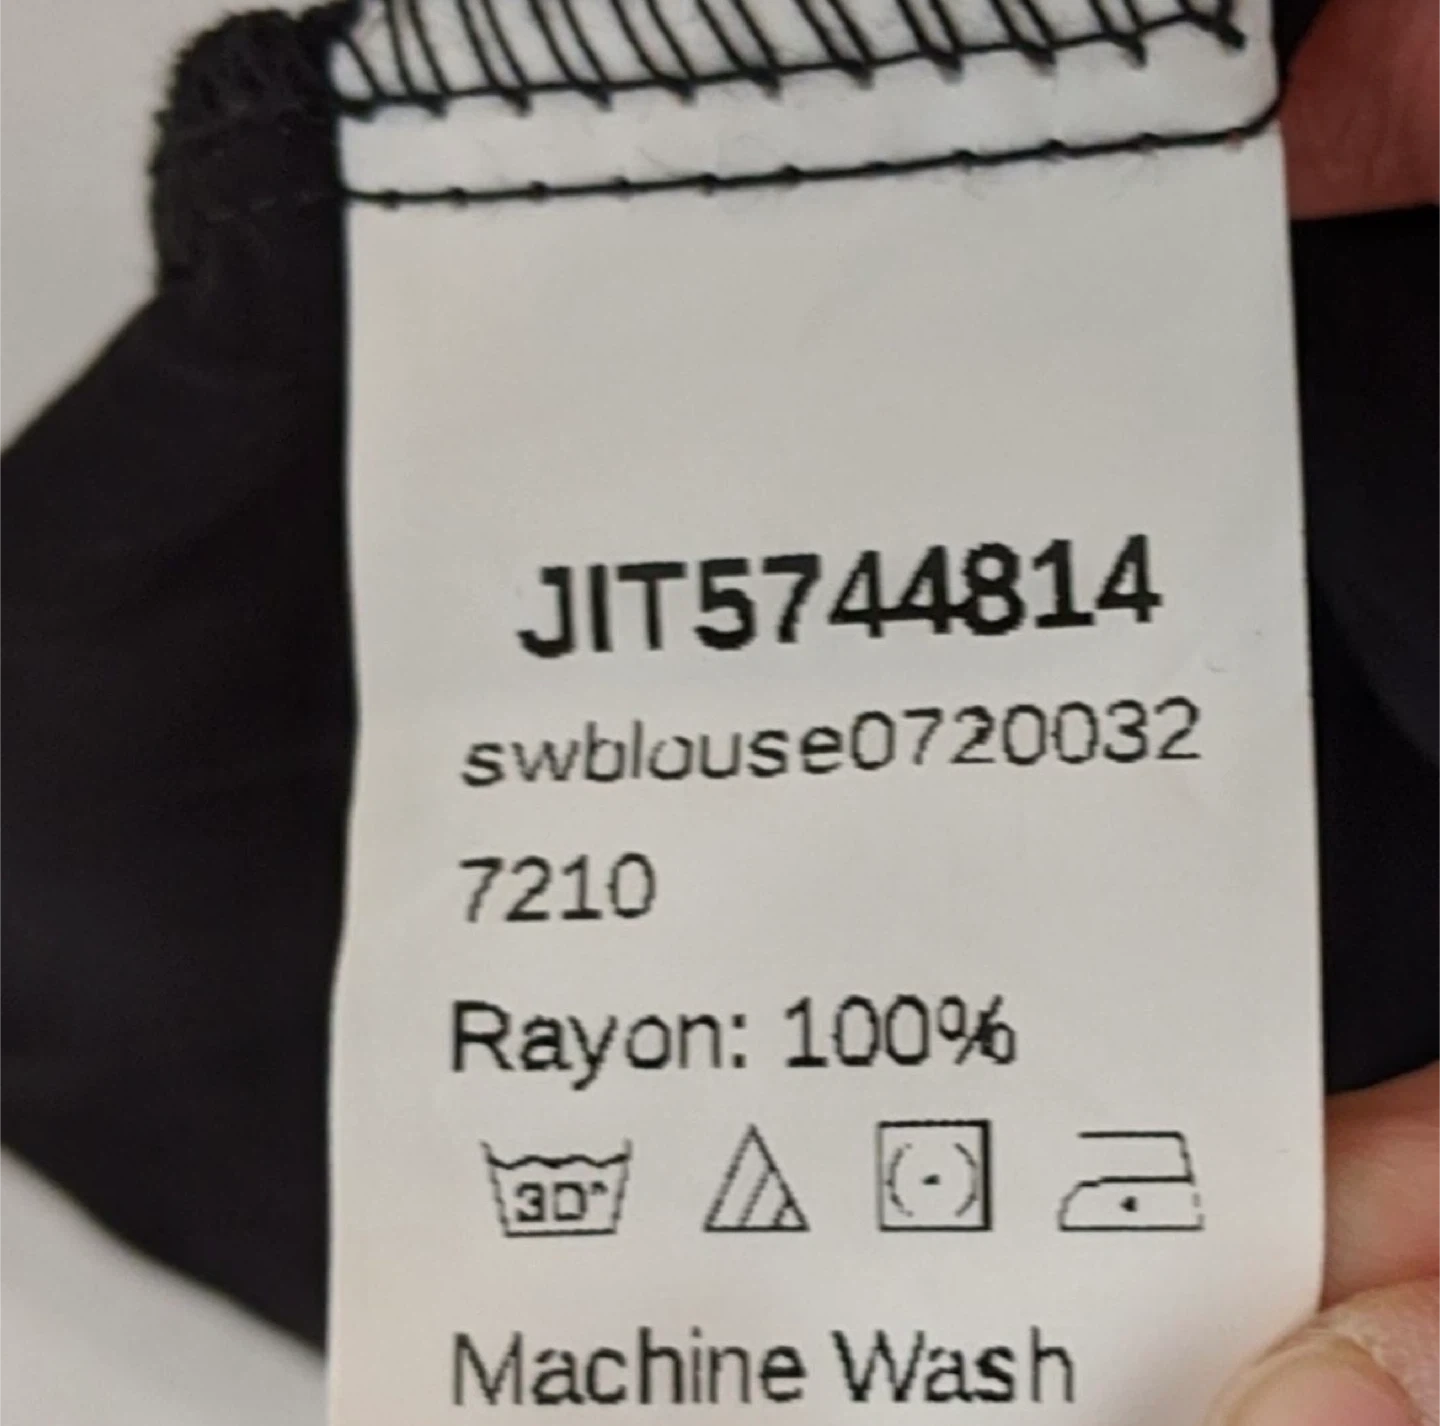 JIT5744814
swblouse0720032
7210
Rayon: 100%
30°
Machine Wash